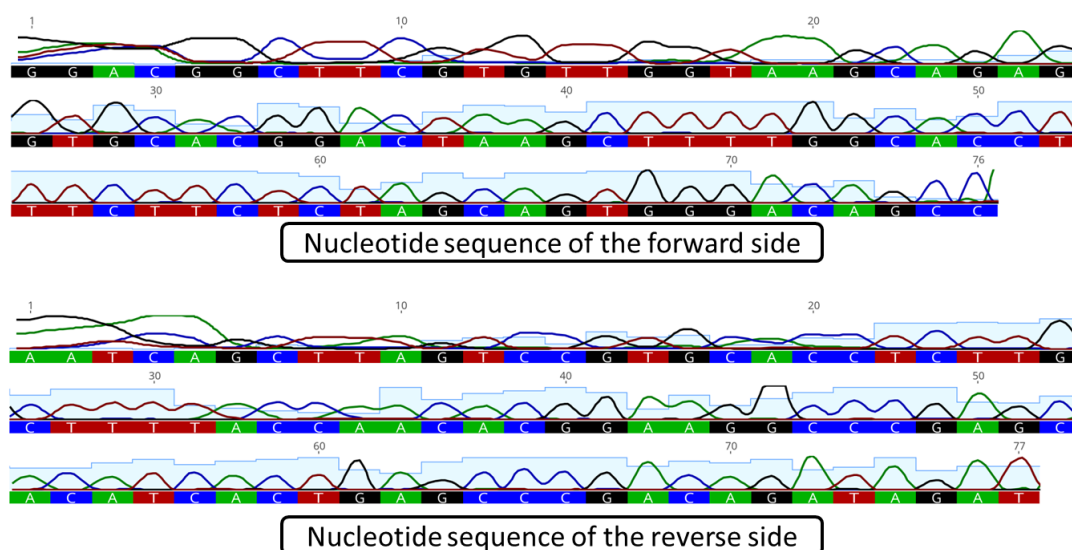 1 10 20
G G A C G G C T T C G T G T T G G T A A G C A G A G
30 40 50
G T G C A C G G A C T A A G C T T T T G G C A C C T
60 70 76
T T C T T C T C T A G C A G T G G G A C A G C C
Nucleotide sequence of the forward side
1 10 20
A A T C A G C T T A G T C C G T G C A C C T C T T G
30 40 50
C T T T T A C C A A C A C G G A A G G C C C G A G C
60 70 77
A C A T C A C T G A G C C C G A C A G A T A G A T
Nucleotide sequence of the reverse side